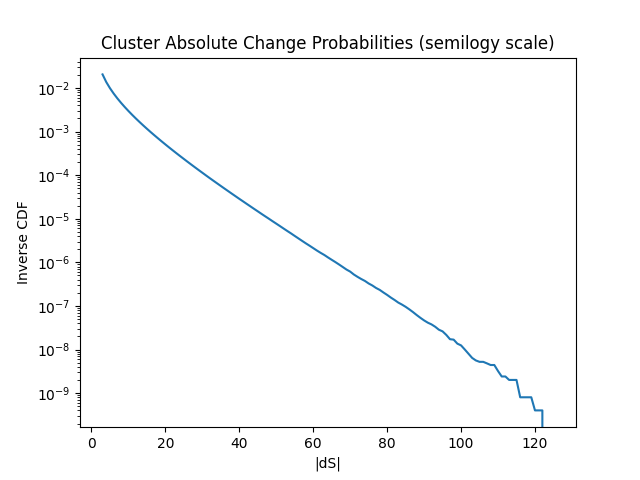 Cluster Absolute Change Probabilities (semilogy scale)
Inverse CDF
10⁻²
10⁻³
10⁻⁴
10⁻⁵
10⁻⁶
10⁻⁷
10⁻⁸
10⁻⁹
0 20 40 60 80 100 120
|dS|